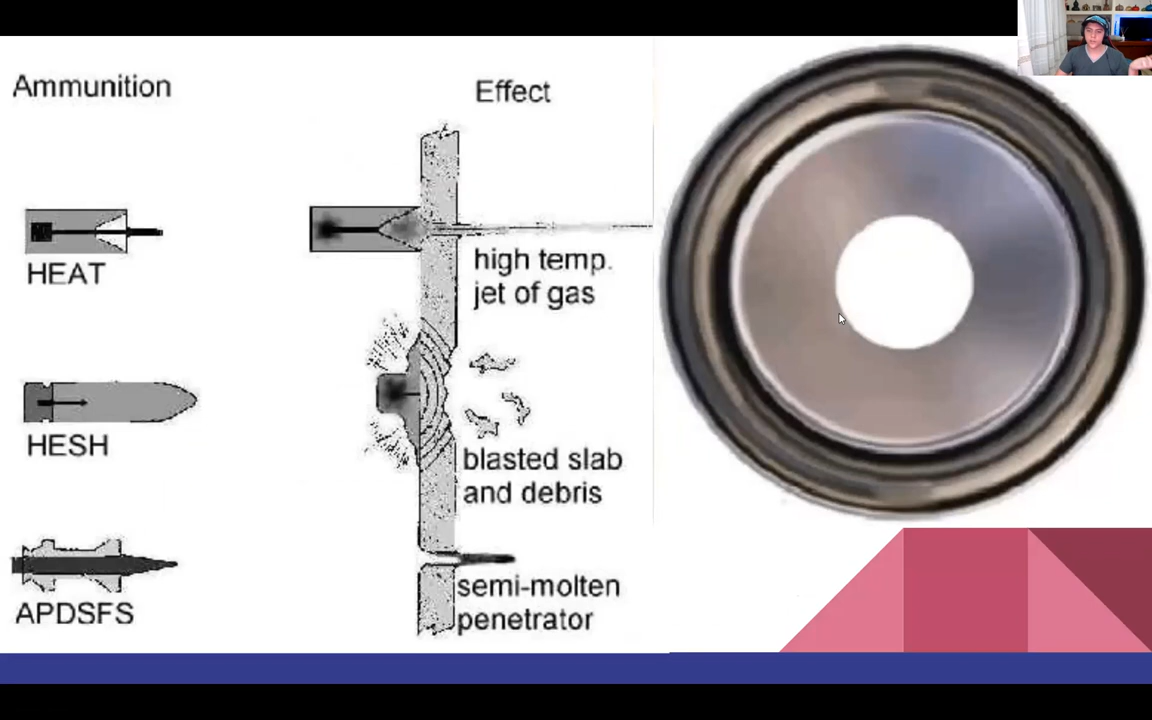 Ammunition
Effect
HEAT
high temp.
jet of gas
HESH
blasted slab
and debris
APDSFS
semi-molten
penetrator